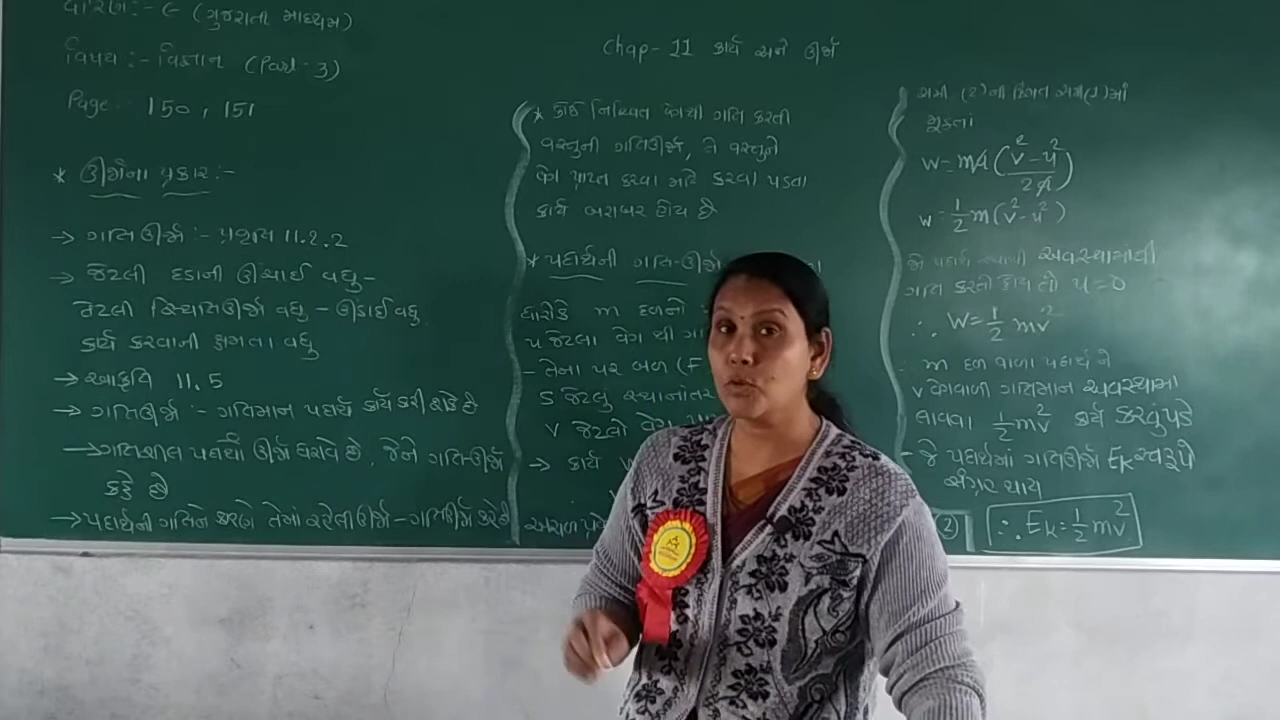 ધોરણ:- ૯ (ગુજરાતી માધ્યમ)
વિષય :- વિજ્ઞાન (Part-3)
Page:- 150, 151
* ઊર્જાના પ્રકાર:-
→ ગતિઊર્જા :- પ્રવૃત્તિ 11.2.2
→ જેટલી દડાની ઊંચાઈ વધુ -
તેટલી સ્થિતિઊર્જા વધુ - ઊંડાઈ વધુ
કાર્ય કરવાની ક્ષમતા વધુ
→ આકૃતિ 11.5
→ ગતિઊર્જા :- ગતિમાન પદાર્થ કાર્ય કરી શકે છે
→ ગતિશીલ પદાર્થો ઊર્જા ધરાવે છે, જેને ગતિઊર્જા
કહે છે
→ પદાર્થની ગતિને કારણે તેમાં રહેલી ઊર્જા - ગતિઊર્જા કહે છે
Chap - 11 કાર્ય અને ઊર્જા
* કોઈ નિશ્ચિત વેગથી ગતિ કરતી
વસ્તુની ગતિઊર્જા, તે વસ્તુને
વેગ પ્રાપ્ત કરવા માટે કરવા પડતા
કાર્ય બરાબર હોય છે
* પદાર્થની ગતિ-ઊર્જા
ધારોકે m દળનો
u જેટલા વેગ થી
- તેના પર બળ (F
S જેટલુ સ્થાનાંતર
v જેટલો વેગ
→ કાર્ય W
સમી (2)ની કિંમત સમી(1)માં
મૂકતાં
W = ma (v² - u² / 2a)
W = 1/2 m(v² - u²)
જો પદાર્થ સ્થાયી અવસ્થામાંથી
ગતિ કરતો હોય તો u = 0
∴ W = 1/2 mv²
∴ m દળ વાળા પદાર્થ ને
v વેગવાળી ગતિમાન અવસ્થામાં
લાવવા 1/2 mv² કાર્ય કરવું પડે
- જે પદાર્થમાં ગતિઊર્જા Ek સ્વરૂપે
સંગ્રહ થાય
2) ∴ Ek = 1/2 mv²